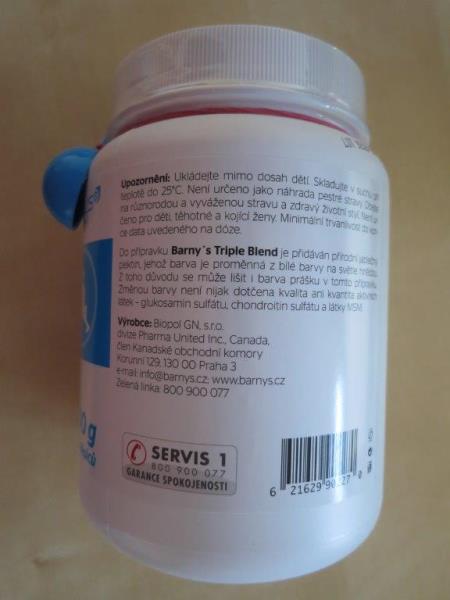 Upozornění: Ukládejte mimo dosah dětí. Skladujte v suchu
teplotě do 25°C. Není určeno jako náhrada pestré stravy.
na různorodou a vyváženou stravu a zdravý životní styl. Není
čeno pro děti, těhotné a kojící ženy. Minimální trvanlivost do
ce data uvedeného na dóze.
Do přípravku Barny´s Triple Blend je přidáván přírodní jablečný
pektin, jehož barva je proměnná z bílé barvy na světle
Z toho důvodu se může lišit i barva prášku v tomto přípravku.
Změnou barvy není nijak dotčena kvalita ani kvantita
látek – glukosamin sulfátu, chondroitin sulfátu a látky MSM.
Výrobce: Biopol GN, s.r.o.
divize Pharma United Inc., Canada,
člen Kanadské obchodní komory
Korunní 129, 130 00 Praha 3
e-mail: info@barnys.cz; www.barnys.cz
Zelená linka: 800 900 077
0 g
SERVIS 1
800 900 077
GARANCE SPOKOJENOSTI